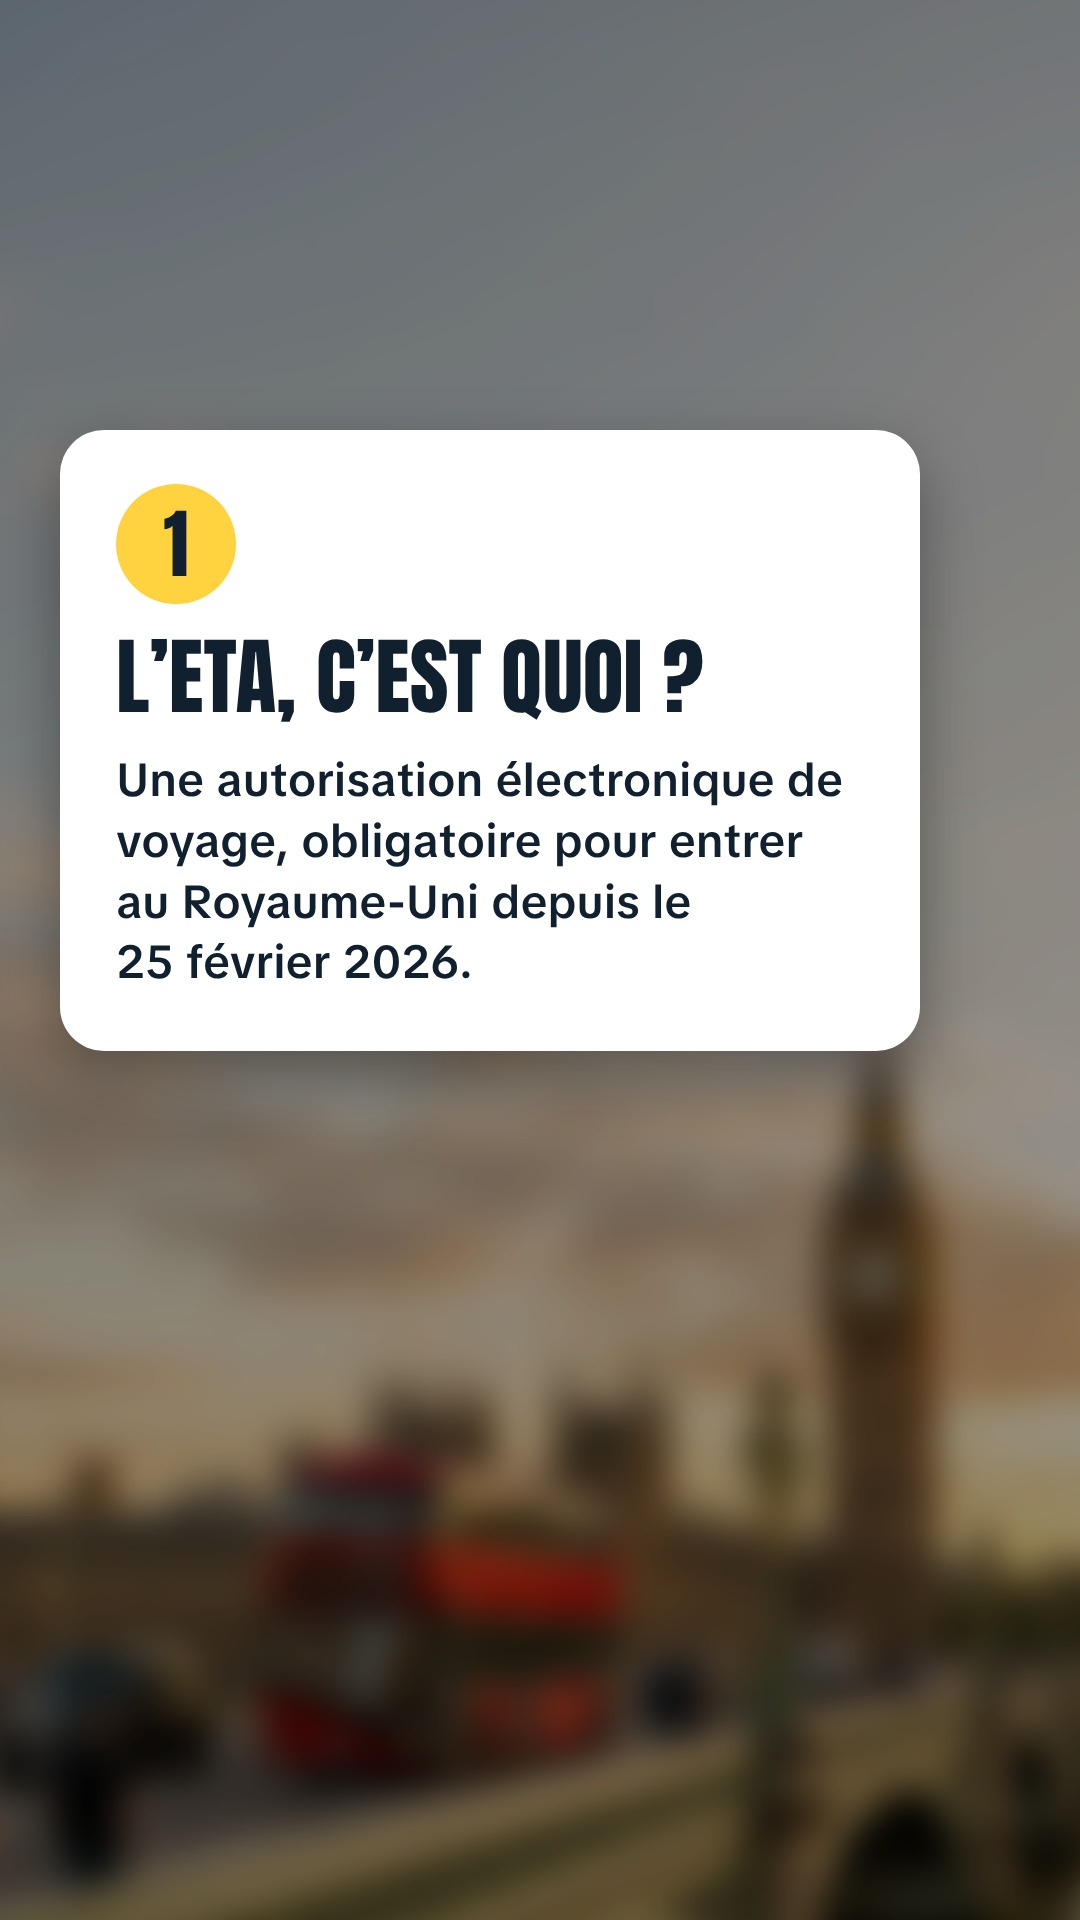 1
L’ETA, C’EST QUOI ?
Une autorisation électronique de
voyage, obligatoire pour entrer
au Royaume-Uni depuis le
25 février 2026.